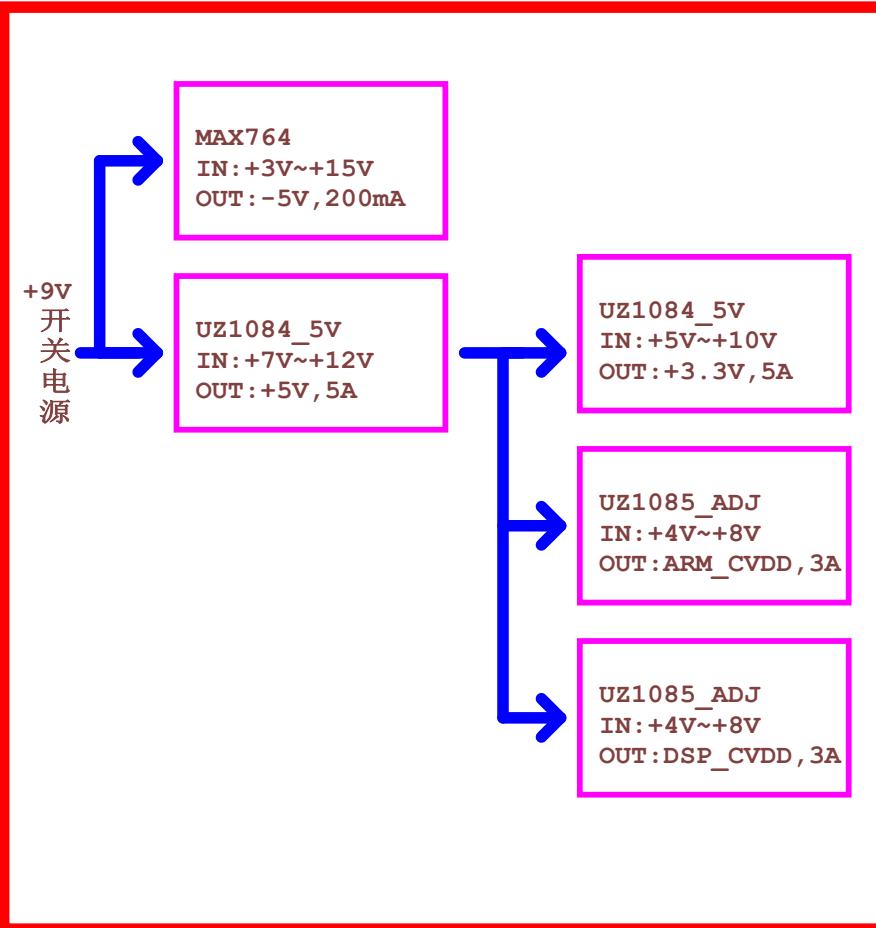 MAX764
IN:+3V~+15V
OUT:-5V,200mA
+9V
开
关
电
源
UZ1084_5V
IN:+7V~+12V
OUT:+5V,5A
UZ1084_5V
IN:+5V~+10V
OUT:+3.3V,5A
UZ1085_ADJ
IN:+4V~+8V
OUT:ARM_CVDD,3A
UZ1085_ADJ
IN:+4V~+8V
OUT:DSP_CVDD,3A